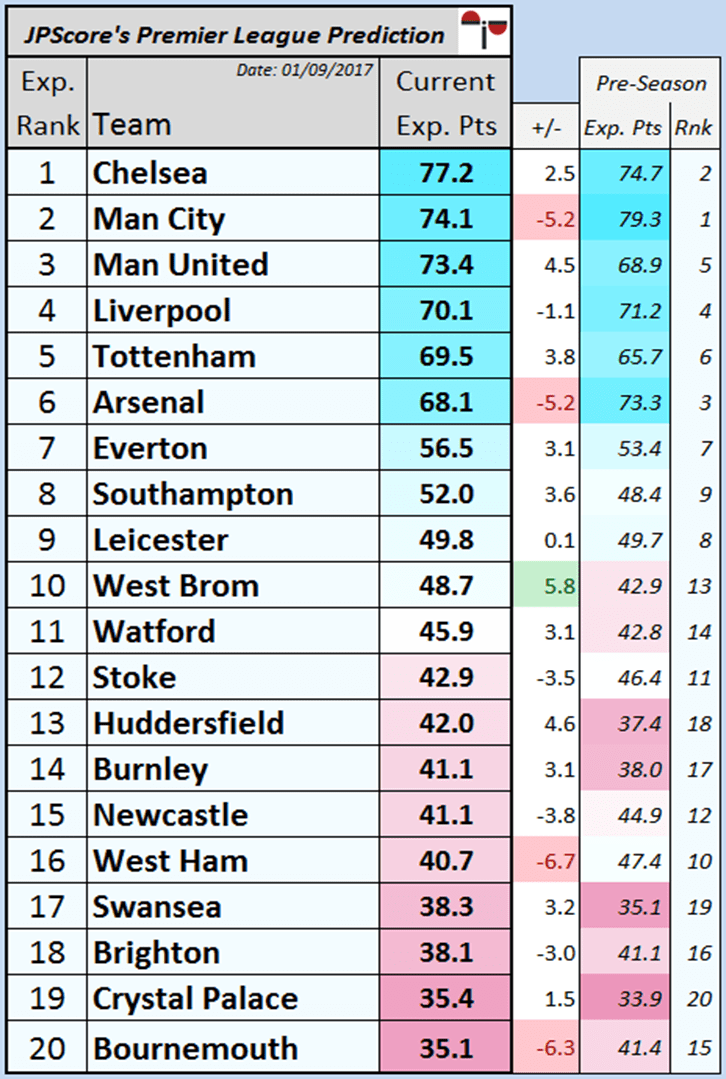 JPScore's Premier League Prediction
Date: 01/09/2017
Exp. Rank Team Current Exp. Pts +/- Pre-Season Exp. Pts Rnk
1 Chelsea 77.2 2.5 74.7 2
2 Man City 74.1 -5.2 79.3 1
3 Man United 73.4 4.5 68.9 5
4 Liverpool 70.1 -1.1 71.2 4
5 Tottenham 69.5 3.8 65.7 6
6 Arsenal 68.1 -5.2 73.3 3
7 Everton 56.5 3.1 53.4 7
8 Southampton 52.0 3.6 48.4 9
9 Leicester 49.8 0.1 49.7 8
10 West Brom 48.7 5.8 42.9 13
11 Watford 45.9 3.1 42.8 14
12 Stoke 42.9 -3.5 46.4 11
13 Huddersfield 42.0 4.6 37.4 18
14 Burnley 41.1 3.1 38.0 17
15 Newcastle 41.1 -3.8 44.9 12
16 West Ham 40.7 -6.7 47.4 10
17 Swansea 38.3 3.2 35.1 19
18 Brighton 38.1 -3.0 41.1 16
19 Crystal Palace 35.4 1.5 33.9 20
20 Bournemouth 35.1 -6.3 41.4 15